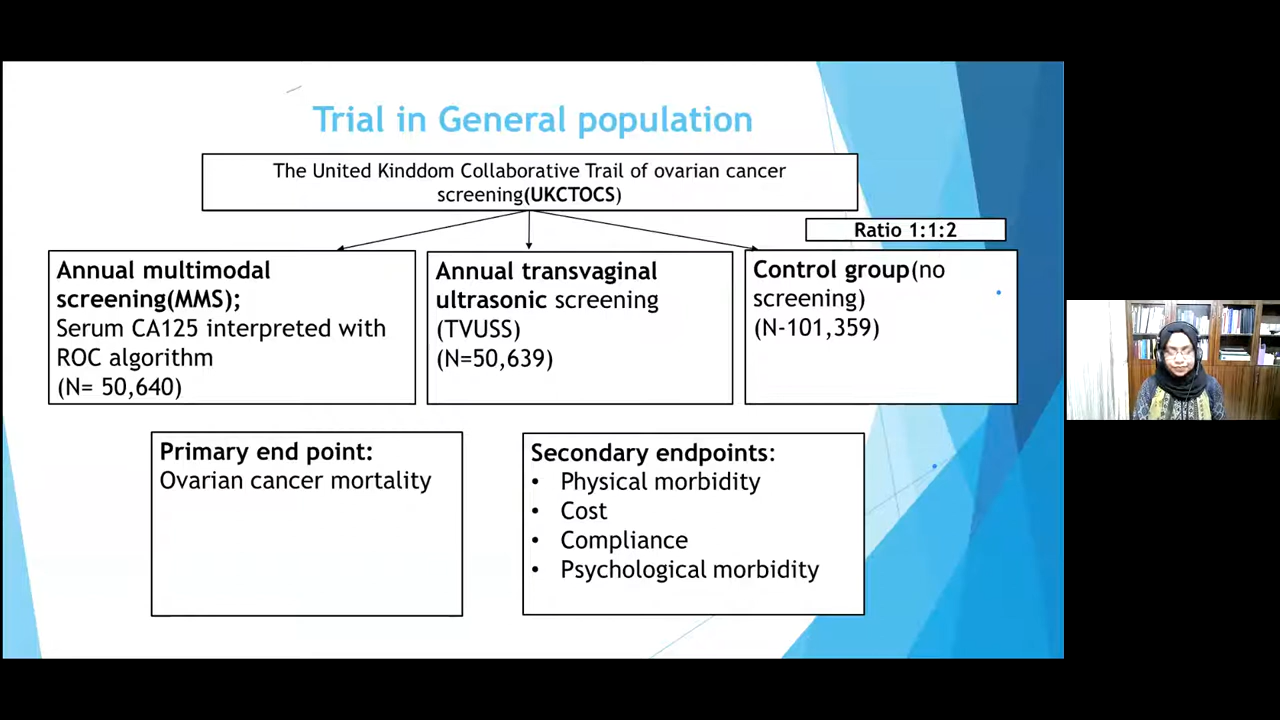 Trial in General population
The United Kinddom Collaborative Trail of ovarian cancer
screening(UKCTOCS)
Ratio 1:1:2
Annual multimodal
screening(MMS);
Serum CA125 interpreted with
ROC algorithm
(N= 50,640)
Annual transvaginal
ultrasonic screening
(TVUSS)
(N=50,639)
Control group(no
screening)
(N-101,359)
Primary end point:
Ovarian cancer mortality
Secondary endpoints:
• Physical morbidity
• Cost
• Compliance
• Psychological morbidity